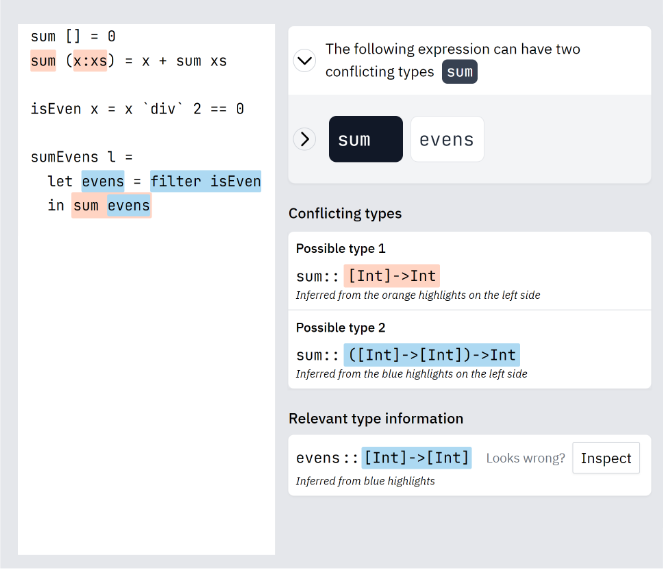 sum [] = 0
sum (x:xs) = x + sum xs
isEven x = x `div` 2 == 0
sumEvens l =
let evens = filter isEven
in sum evens
The following expression can have two
conflicting types sum
sum evens
Conflicting types
Possible type 1
sum:: [Int]->Int
Inferred from the orange highlights on the left side
Possible type 2
sum:: ([Int]->[Int])->Int
Inferred from the blue highlights on the left side
Relevant type information
evens::[Int]->[Int] Looks wrong? Inspect
Inferred from blue highlights